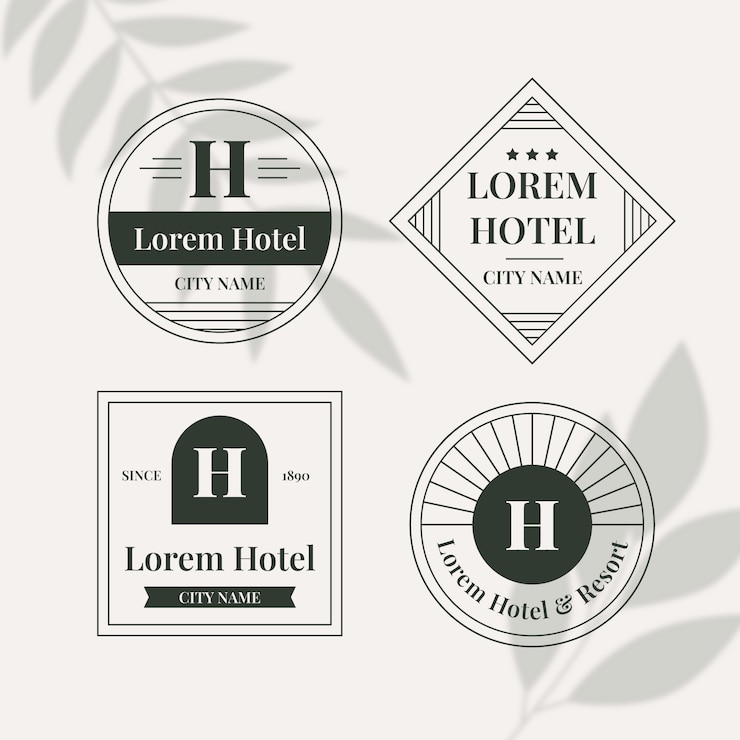 H
Lorem Hotel
CITY NAME
LOREM
HOTEL
CITY NAME
SINCE H 1890
Lorem Hotel
CITY NAME
H
Lorem Hotel & Resort